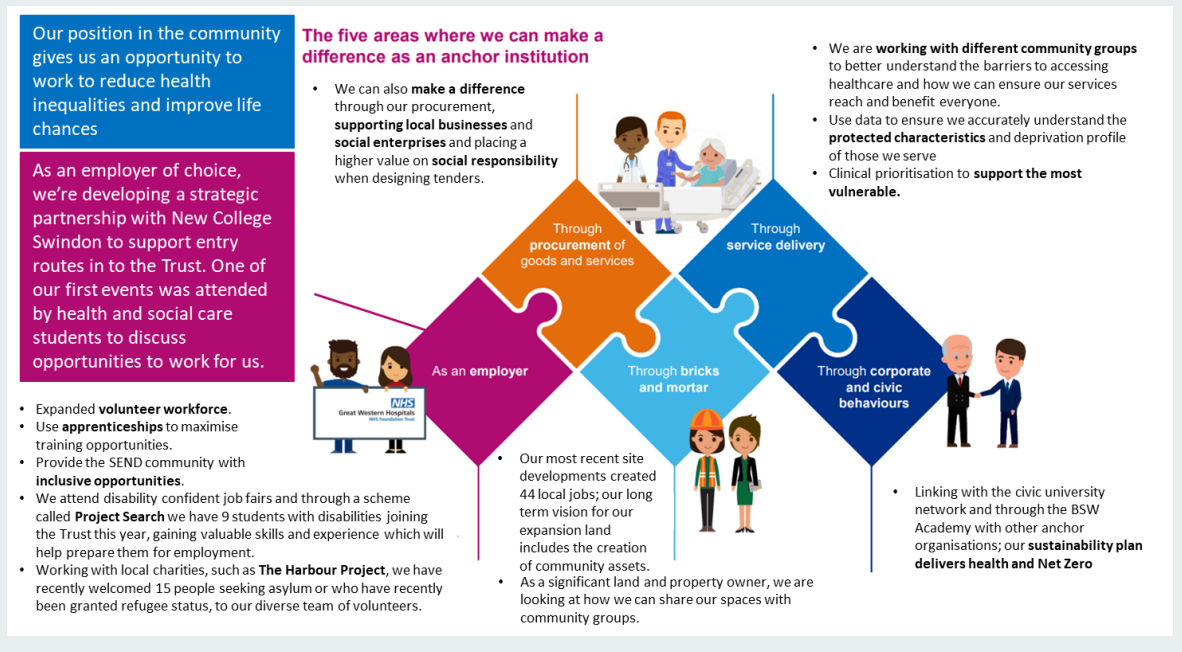 Our position in the community
gives us an opportunity to
work to reduce health
inequalities and improve life
chances
As an employer of choice,
we're developing a strategic
partnership with New College
Swindon to support entry
routes in to the Trust. One of
our first events was attended
by health and social care
students to discuss
opportunities to work for us.
The five areas where we can make a
difference as an anchor institution
• We can also make a difference
through our procurement,
supporting local businesses and
social enterprises and placing a
higher value on social responsibility
when designing tenders.
• We are working with different community groups
to better understand the barriers to accessing
healthcare and how we can ensure our services
reach and benefit everyone.
• Use data to ensure we accurately understand the
protected characteristics and deprivation profile
of those we serve
• Clinical prioritisation to support the most
vulnerable.
Through
procurement of
goods and services
Through
service delivery
As an employer
Through bricks
and mortar
Through corporate
and civic
behaviours
NHS
Great Western Hospitals
NHS Foundation Trust
• Expanded volunteer workforce.
• Use apprenticeships to maximise
training opportunities.
• Provide the SEND community with
inclusive opportunities.
• We attend disability confident job fairs and through a scheme
called Project Search we have 9 students with disabilities joining
the Trust this year, gaining valuable skills and experience which will
help prepare them for employment.
• Working with local charities, such as The Harbour Project, we have
recently welcomed 15 people seeking asylum or who have recently
been granted refugee status, to our diverse team of volunteers.
• Our most recent site
developments created
44 local jobs; our long
term vision for our
expansion land
includes the creation
of community assets.
• As a significant land and property owner, we are
looking at how we can share our spaces with
community groups.
• Linking with the civic university
network and through the BSW
Academy with other anchor
organisations; our sustainability plan
delivers health and Net Zero